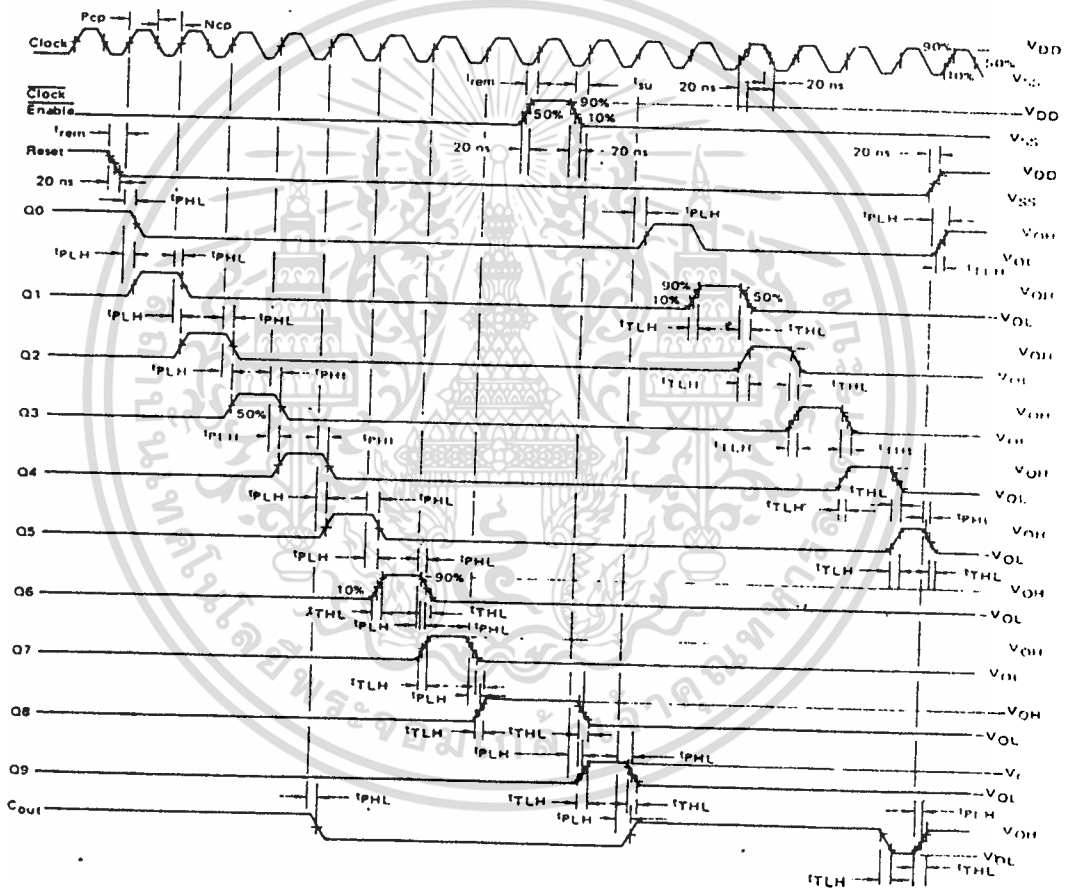 Pcp Ncp
Clock 90% VDD
50%
10% VSS
trem tsu 20 ns 20 ns
Clock
Enable 90% VDD
50% 10% VSS
trem 20 ns 20 ns
Reset 20 ns VDD
20 ns VSS
tPHL tPLH tPLH
Q0 VOH
tPLH tPHL VOL
tTLH
Q1 90% 50% VOH
10% VOL
tPLH tPHL tTLH tTHL
Q2 VOH
tPLH tPHL tTLH tTHL
Q3 50% VOH
tPLH tPHL tTLH
Q4 VOH
tTHL VOL
tPLH tPHL tTLH tPHL
Q5 VOH
VOL
tPLH tPHL tTLH tTHL
90% VOH
Q6 10% VOL
tTHL tTHL
tPLH tPHL
Q7 VOH
VOL
tTLH tPLH
Q8 VOH
tTLH tTHL VOL
tPLH tPHL
Q9
VOL
Cout tPHL tTLH tTHL tPLH
tPLH VOH
VOL
tTLH tTHL